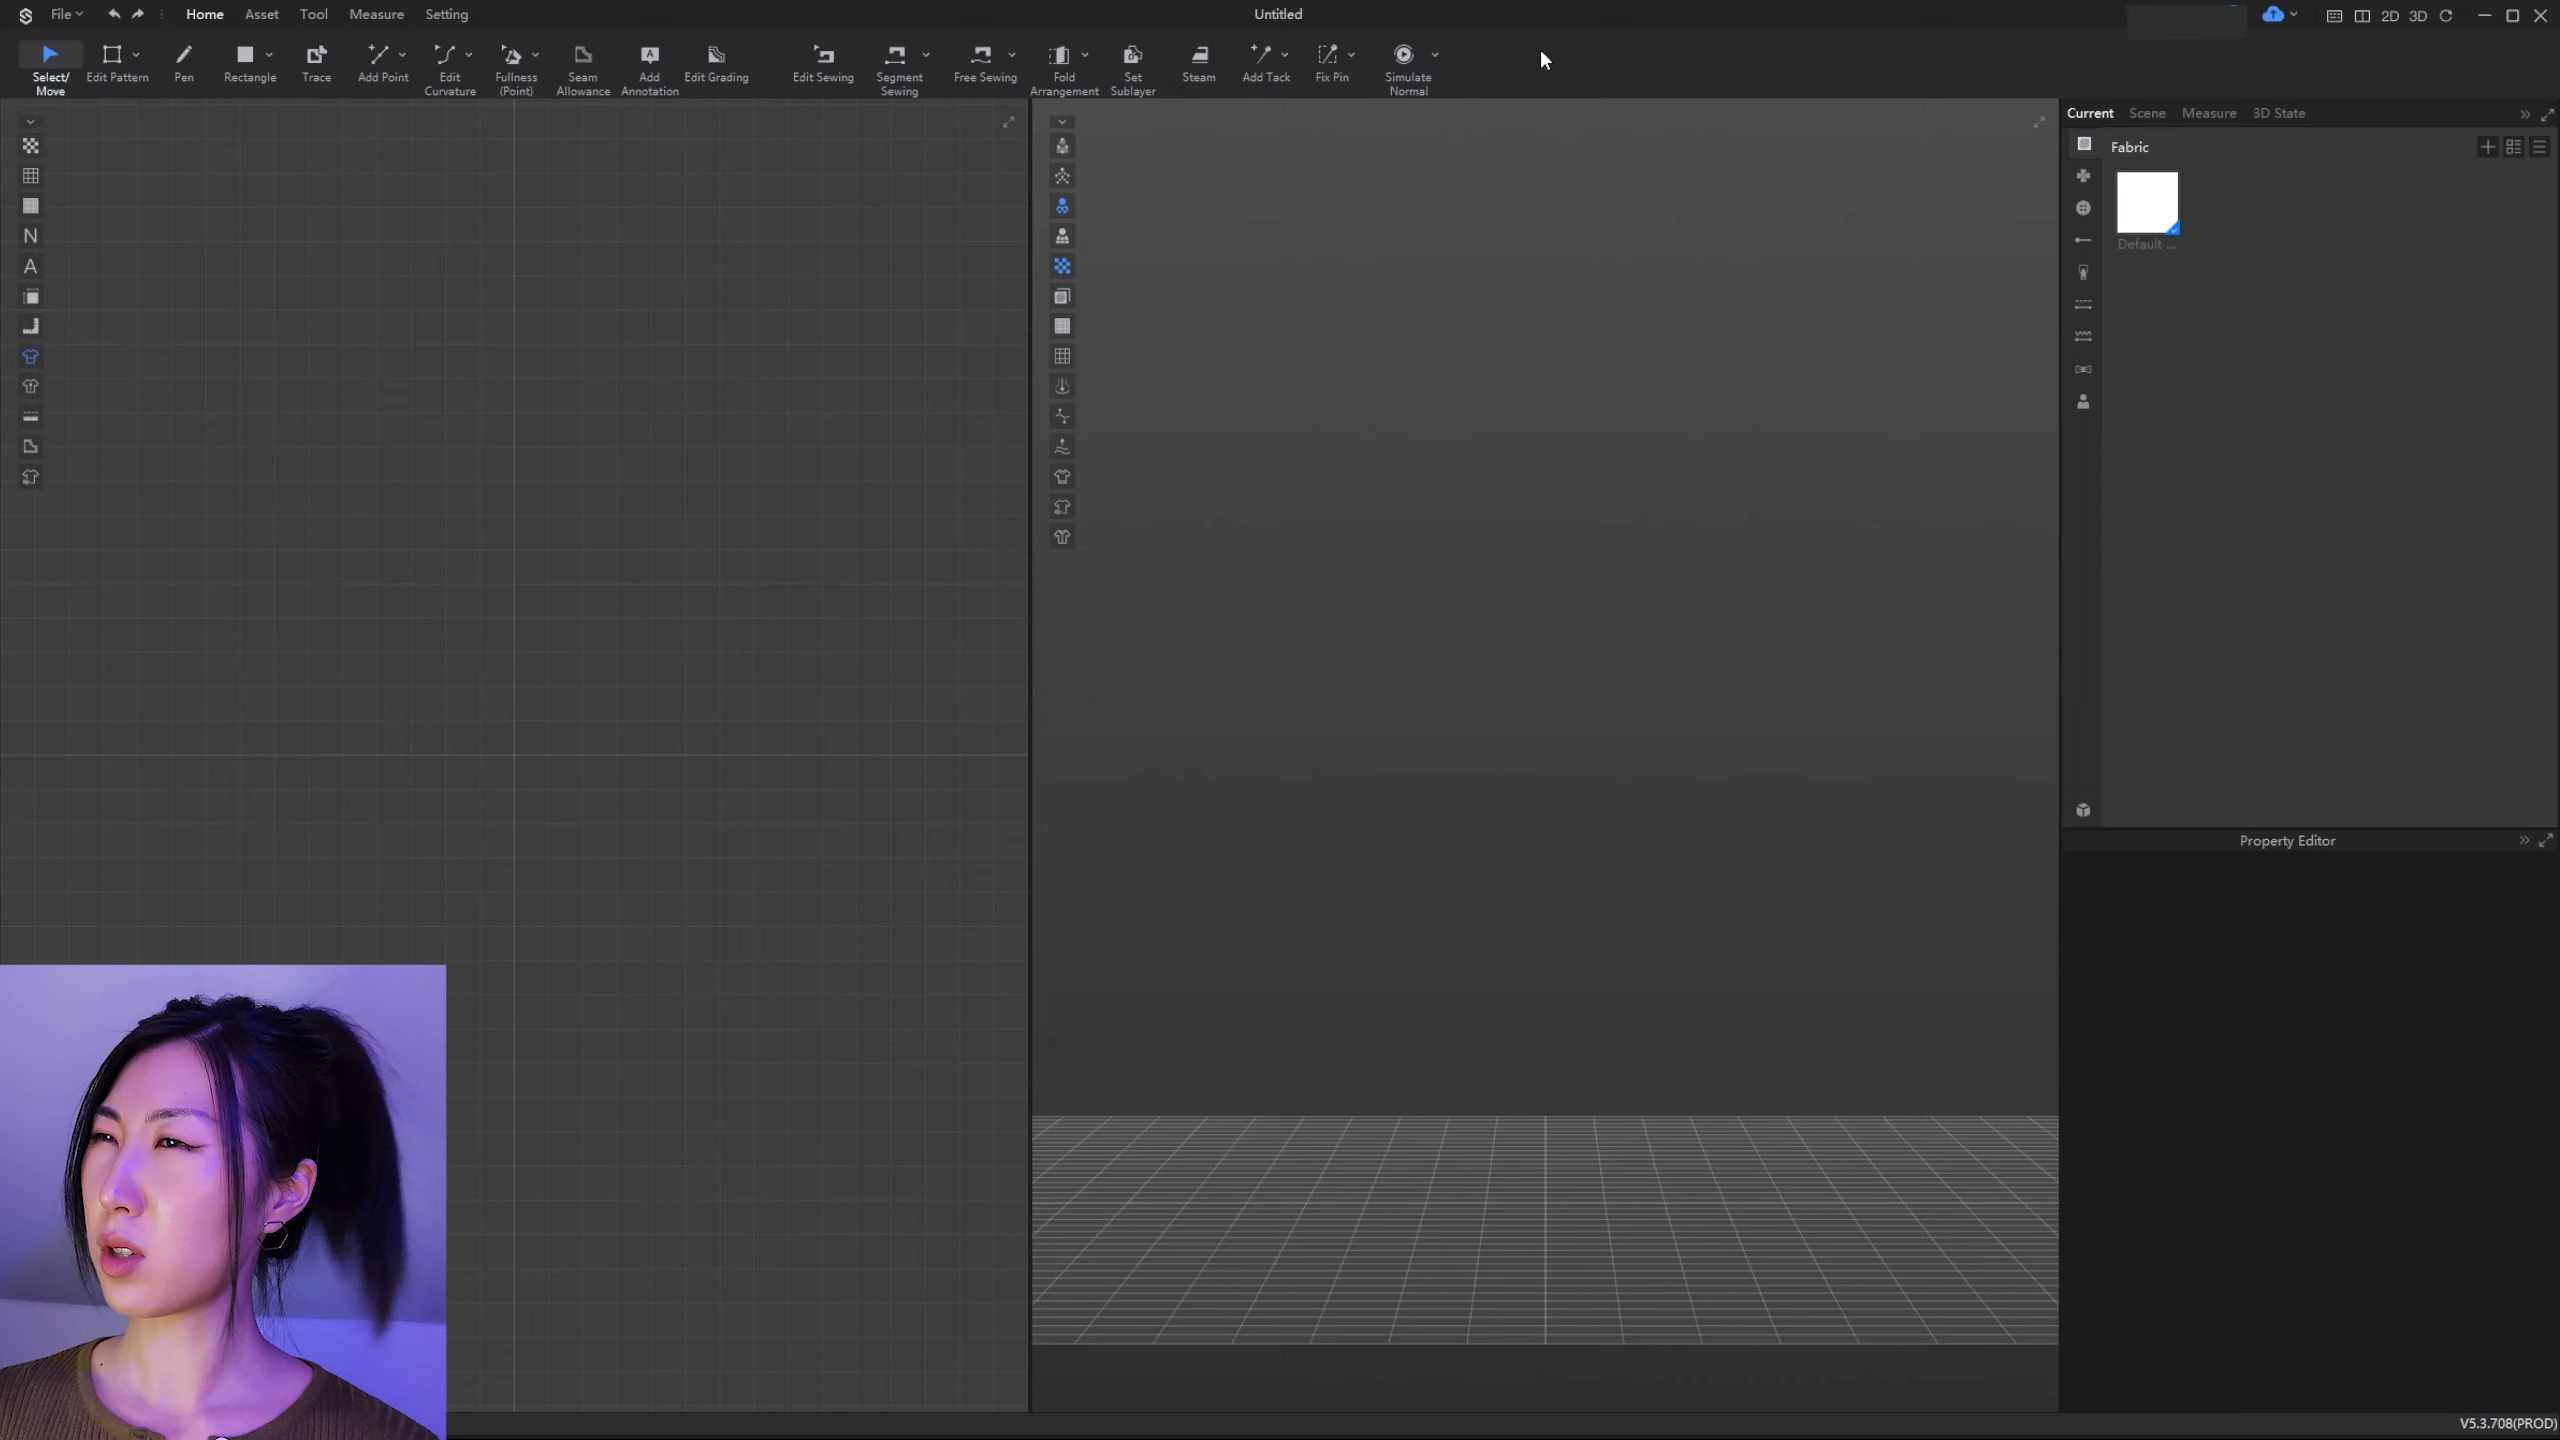 File Home Asset Tool Measure Setting Untitled 2D 3D
Select/ Edit Pattern Pen Rectangle Trace Add Point Edit Fullness Seam Add Edit Grading Edit Sewing Segment Free Sewing Fold Set Steam Add Tack Fix Pin Simulate
Move Curvature (Point) Allowance Annotation Sewing Arrangement Sublayer Normal
Current Scene Measure 3D State
Fabric
N
A
Default ...
Property Editor
V5.3.708(PROD)